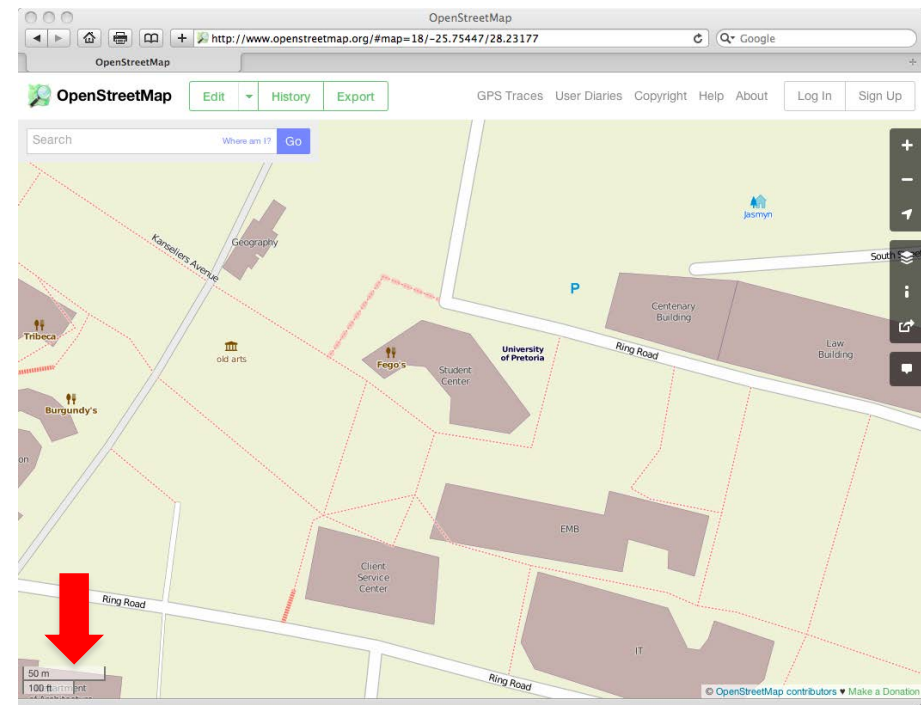 OpenStreetMap
http://www.openstreetmap.org/#map=18/-25.75447/28.23177
Google
OpenStreetMap
OpenStreetMap
Edit
History
Export
GPS Traces
User Diaries
Copyright
Help
About
Log In
Sign Up
Search
Where am I?
Go
Jasmyn
Kanseliers Avenue
Geography
South
P
Centenary
Building
Law
Building
Tribeca
old arts
Fego's
Student
Center
University
of Pretoria
Ring Road
Burgundy's
on
EMB
Client
Service
Center
Ring Road
IT
Ring Road
50 m
100 ft
© OpenStreetMap contributors ♥ Make a Donation